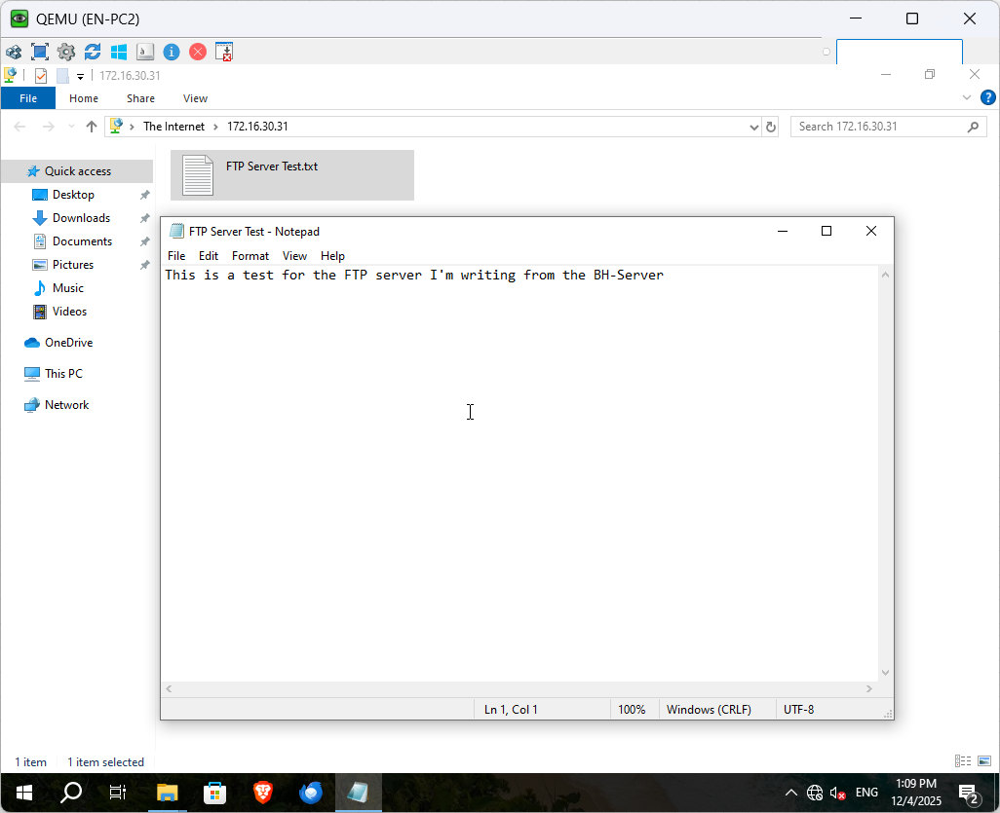 QEMU (EN-PC2)
172.16.30.31
File Home Share View
The Internet 172.16.30.31
Search 172.16.30.31
Quick access
Desktop
Downloads
Documents
Pictures
Music
Videos
OneDrive
This PC
Network
FTP Server Test.txt
FTP Server Test - Notepad
File Edit Format View Help
This is a test for the FTP server I'm writing from the BH-Server
Ln 1, Col 1 100% Windows (CRLF) UTF-8
1 item 1 item selected
ENG
1:09 PM
12/4/2025
2